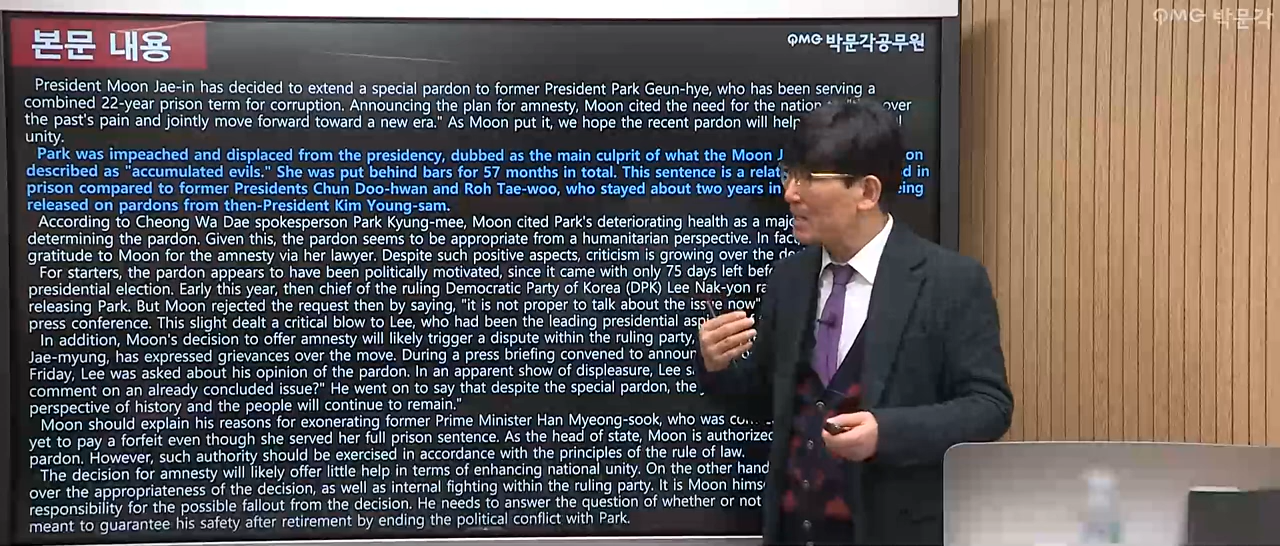 본문 내용
QMG 박문각공무원
QMG 박문각
President Moon Jae-in has decided to extend a special pardon to former President Park Geun-hye, who has been serving a
combined 22-year prison term for corruption. Announcing the plan for amnesty, Moon cited the need for the nation over
the past's pain and jointly move forward toward a new era." As Moon put it, we hope the recent pardon will help
unity.
Park was impeached and displaced from the presidency, dubbed as the main culprit of what the Moon J on
described as "accumulated evils." She was put behind bars for 57 months in total. This sentence is a d in
prison compared to former Presidents Chun Doo-hwan and Roh Tae-woo, who stayed about two years in eing
released on pardons from then-President Kim Young-sam.
According to Cheong Wa Dae spokesperson Park Kyung-mee, Moon cited Park's deteriorating health as a
determining the pardon. Given this, the pardon seems to be appropriate from a humanitarian perspective. In
gratitude to Moon for the amnesty via her lawyer. Despite such positive aspects, criticism is growing over the
For starters, the pardon appears to have been politically motivated, since it came with only 75 days left
presidential election. Early this year, then chief of the ruling Democratic Party of Korea (DPK) Lee Nak-yon
releasing Park. But Moon rejected the request then by saying, "it is not proper to talk about the issue now"
press conference. This slight dealt a critical blow to Lee, who had been the leading presidential
In addition, Moon's decision to offer amnesty will likely trigger a dispute within the ruling party,
Jae-myung, has expressed grievances over the move. During a press briefing convened to
Friday, Lee was asked about his opinion of the pardon. In an apparent show of displeasure, Lee
comment on an already concluded issue?" He went on to say that despite the special pardon, the
perspective of history and the people will continue to remain."
Moon should explain his reasons for exonerating former Prime Minister Han Myeong-sook, who was
yet to pay a forfeit even though she served her full prison sentence. As the head of state, Moon is authorized
pardon. However, such authority should be exercised in accordance with the principles of the rule of law.
The decision for amnesty will likely offer little help in terms of enhancing national unity. On the other hand
over the appropriateness of the decision, as well as internal fighting within the ruling party. It is Moon
responsibility for the possible fallout from the decision. He needs to answer the question of whether or not
meant to guarantee his safety after retirement by ending the political conflict with Park.